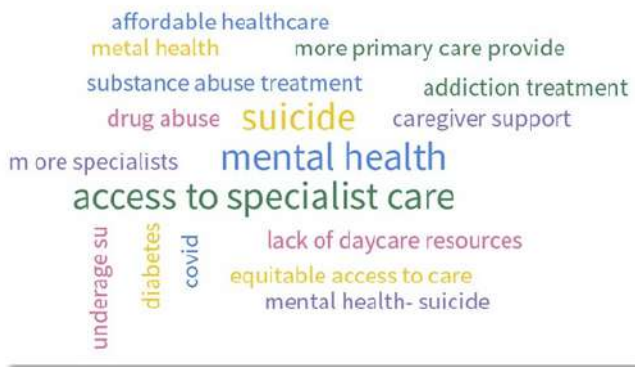 affordable healthcare
metal health
more primary care provide
substance abuse treatment
addiction treatment
drug abuse
suicide
caregiver support
m ore specialists
mental health
access to specialist care
underage su
diabetes
covid
lack of daycare resources
equitable access to care
mental health- suicide